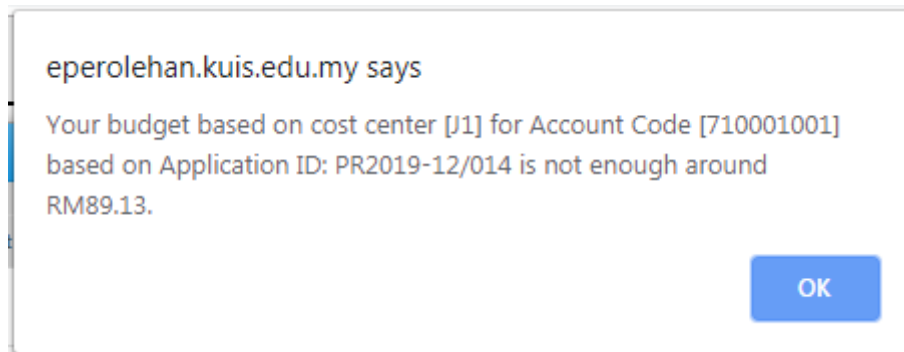 eperolehan.kuis.edu.my says
Your budget based on cost center [J1] for Account Code [710001001]
based on Application ID: PR2019-12/014 is not enough around
RM89.13.
OK